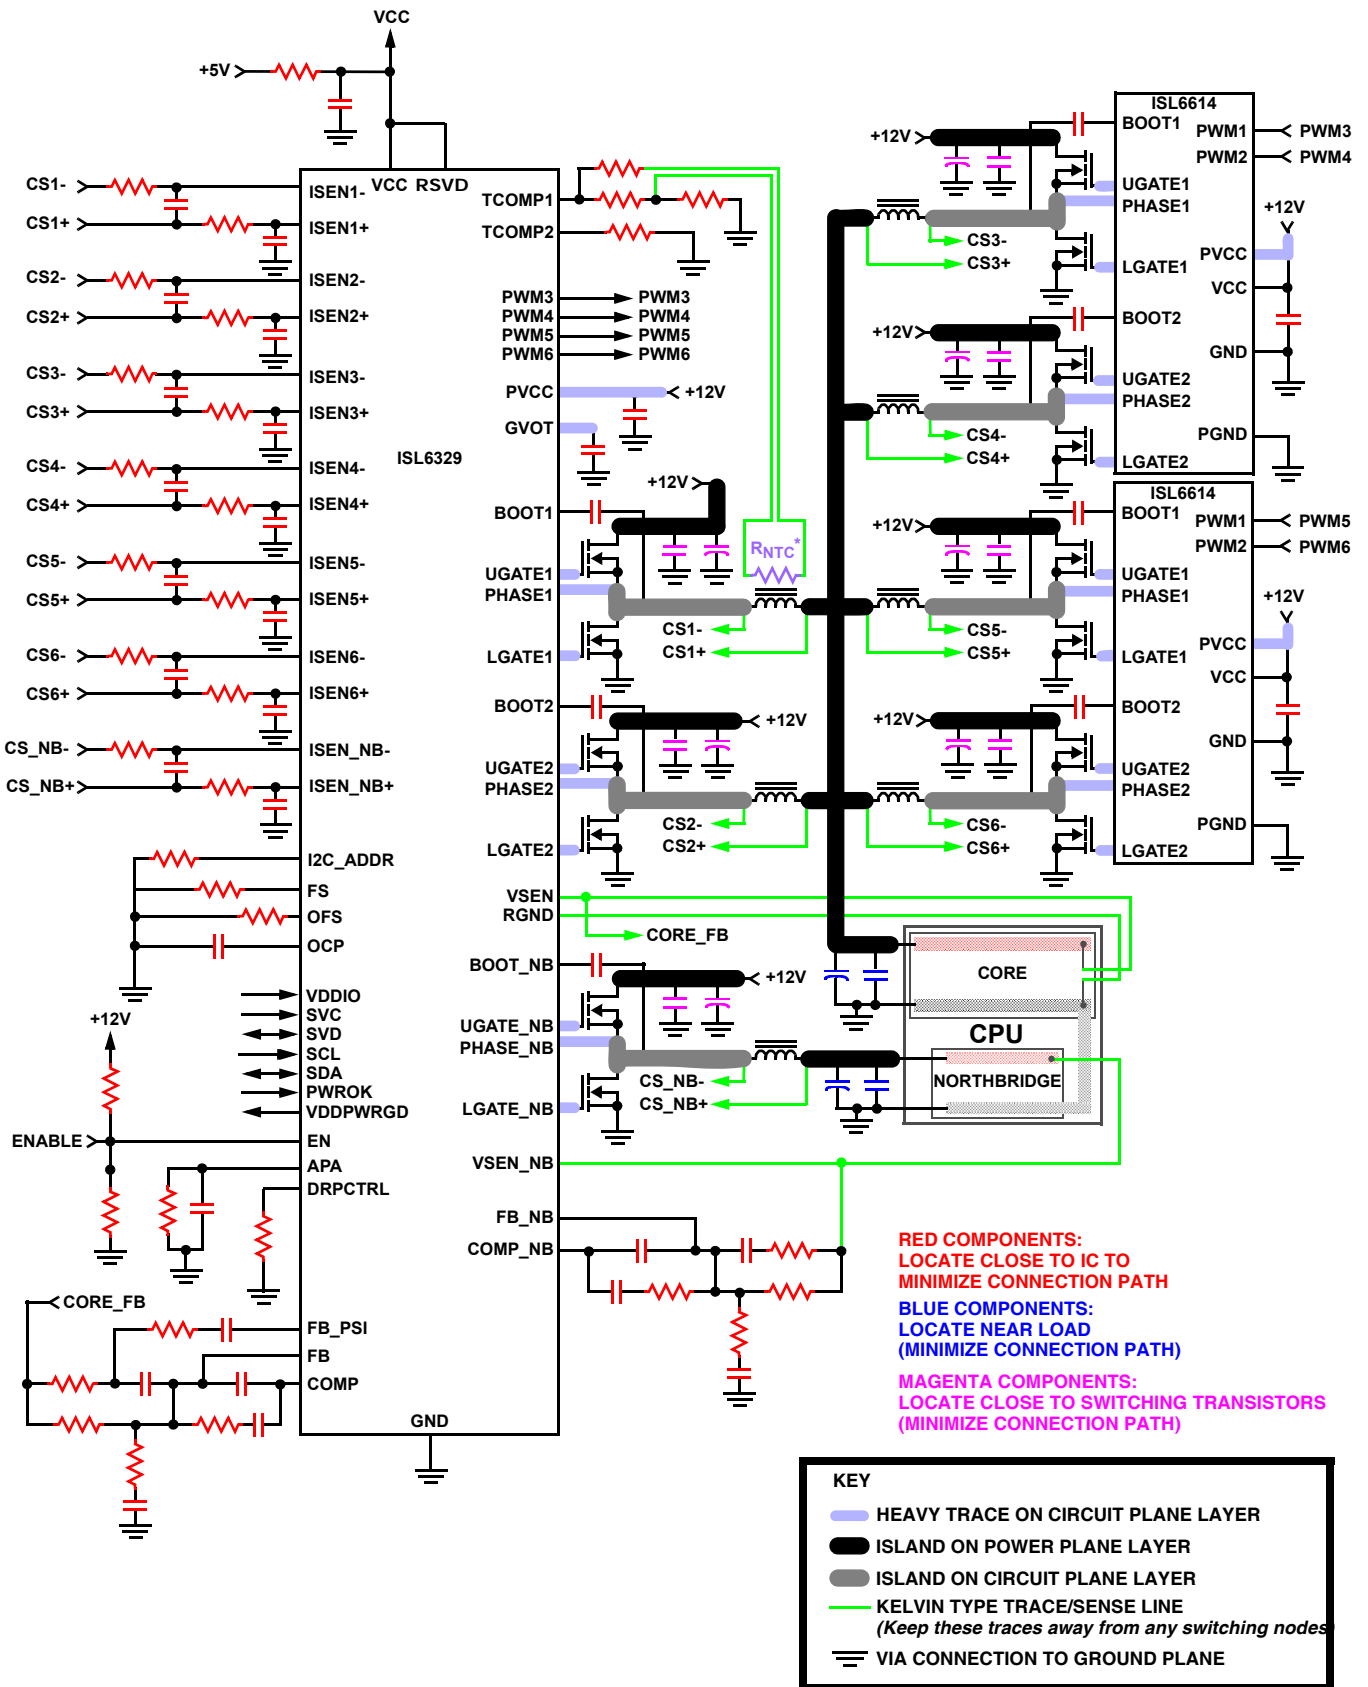 VCC
+5V
VCC RSVD
ISL6329
CS1-
CS1+
CS2-
CS2+
CS3-
CS3+
CS4-
CS4+
CS5-
CS5+
CS6-
CS6+
CS_NB-
CS_NB+
ISEN1-
ISEN1+
ISEN2-
ISEN2+
ISEN3-
ISEN3+
ISEN4-
ISEN4+
ISEN5-
ISEN5+
ISEN6-
ISEN6+
ISEN_NB-
ISEN_NB+
I2C_ADDR
FS
OFS
OCP
VDDIO
SVC
SVD
SCL
SDA
PWROK
VDDPWRGD
+12V
ENABLE
EN
APA
DRPCTRL
CORE_FB
FB_PSI
FB
COMP
GND
TCOMP1
TCOMP2
PWM3 PWM3
PWM4 PWM4
PWM5 PWM5
PWM6 PWM6
PVCC +12V
GVOT
+12V
BOOT1
UGATE1
PHASE1
LGATE1
RNTC*
CS1-
CS1+
BOOT2
+12V
UGATE2
PHASE2
LGATE2
CS2-
CS2+
VSEN
RGND
CORE_FB
BOOT_NB
+12V
UGATE_NB
PHASE_NB
LGATE_NB
CS_NB-
CS_NB+
VSEN_NB
FB_NB
COMP_NB
ISL6614
+12V
BOOT1
PWM1 PWM3
PWM2 PWM4
UGATE1
PHASE1
+12V
CS3-
CS3+
LGATE1
PVCC
VCC
+12V
BOOT2
GND
UGATE2
PHASE2
CS4-
CS4+
PGND
LGATE2
ISL6614
+12V
BOOT1
PWM1 PWM5
PWM2 PWM6
UGATE1
PHASE1
+12V
CS5-
CS5+
LGATE1
PVCC
VCC
+12V
BOOT2
GND
UGATE2
PHASE2
CS6-
CS6+
PGND
LGATE2
CORE
CPU
NORTHBRIDGE
RED COMPONENTS:
LOCATE CLOSE TO IC TO
MINIMIZE CONNECTION PATH
BLUE COMPONENTS:
LOCATE NEAR LOAD
(MINIMIZE CONNECTION PATH)
MAGENTA COMPONENTS:
LOCATE CLOSE TO SWITCHING TRANSISTORS
(MINIMIZE CONNECTION PATH)
KEY
HEAVY TRACE ON CIRCUIT PLANE LAYER
ISLAND ON POWER PLANE LAYER
ISLAND ON CIRCUIT PLANE LAYER
KELVIN TYPE TRACE/SENSE LINE
(Keep these traces away from any switching nodes)
VIA CONNECTION TO GROUND PLANE